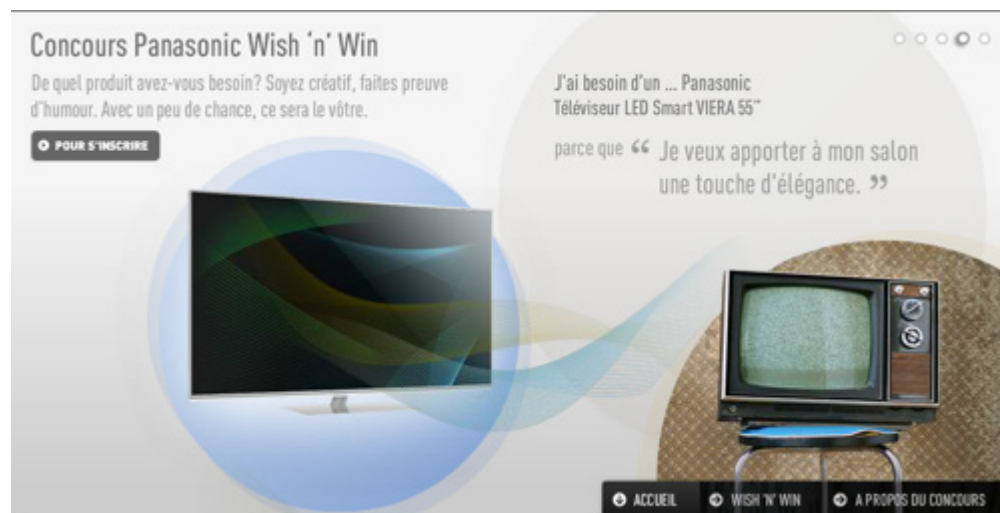 Concours Panasonic Wish 'n' Win
De quel produit avez-vous besoin? Soyez créatif, faites preuve
d'humour. Avec un peu de chance, ce sera le vôtre.
POUR S'INSCRIRE
J'ai besoin d'un ... Panasonic
Téléviseur LED Smart VIERA 55"
parce que “ Je veux apporter à mon salon
une touche d'élégance. ”
ACCUEIL
WISH 'N' WIN
A PROPOS DU CONCOURS